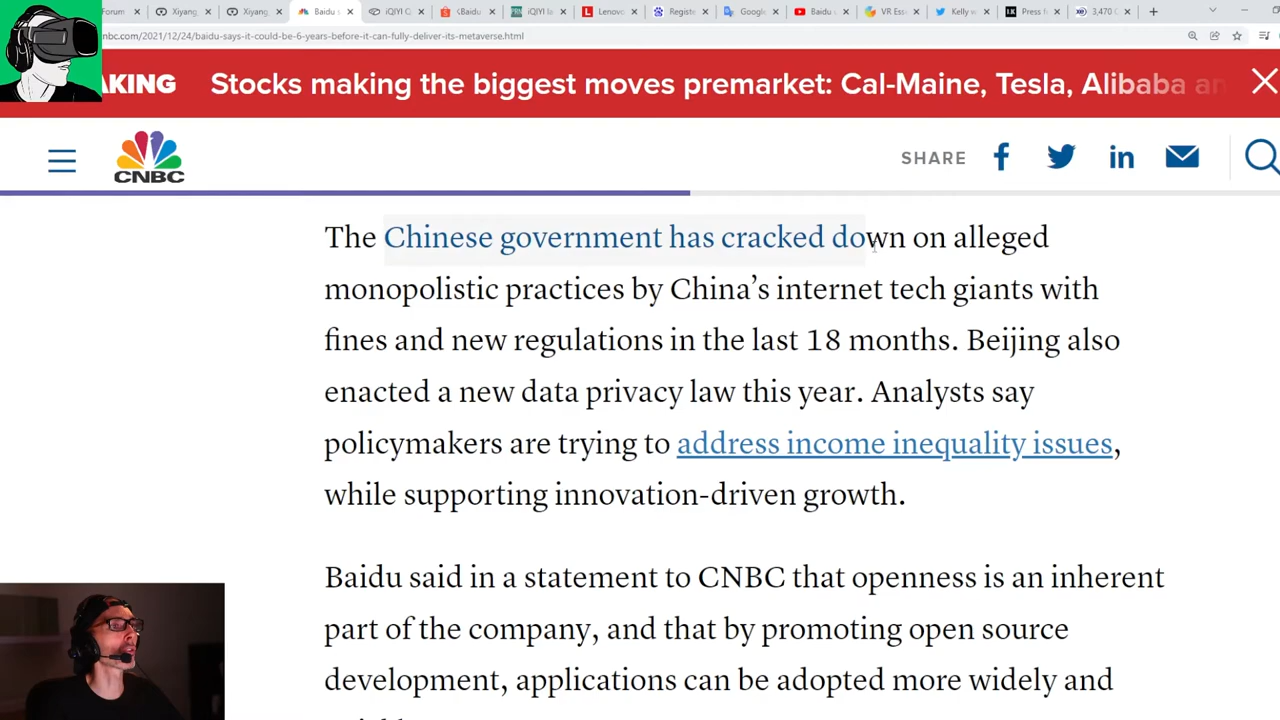 Forum
Xiyang
Xiyang,
Baidu s
iQIYI Q
《Baidu
iQIYI la
Lenovo
Registe
Google
Baidu -
VR Ess
Kelly w
Press f
3,470 C
nbc.com/2021/12/24/baidu-says-it-could-be-6-years-before-it-can-fully-deliver-its-metaverse.html
AKING Stocks making the biggest moves premarket: Cal-Maine, Tesla, Alibaba an
CNBC
SHARE
The Chinese government has cracked down on alleged
monopolistic practices by China’s internet tech giants with
fines and new regulations in the last 18 months. Beijing also
enacted a new data privacy law this year. Analysts say
policymakers are trying to address income inequality issues,
while supporting innovation-driven growth.
Baidu said in a statement to CNBC that openness is an inherent
part of the company, and that by promoting open source
development, applications can be adopted more widely and